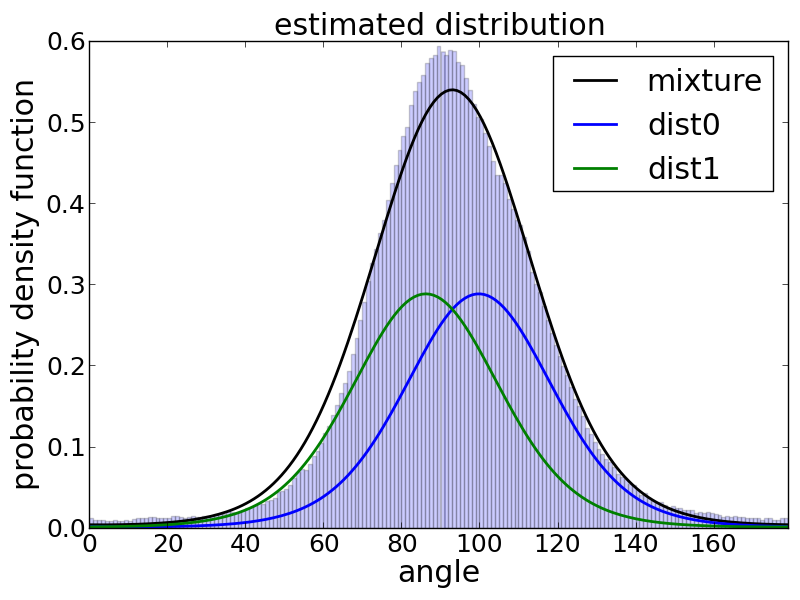 estimated distribution
probability density function
0.6
0.5
0.4
0.3
0.2
0.1
0.0
mixture
dist0
dist1
0 20 40 60 80 100 120 140 160
angle